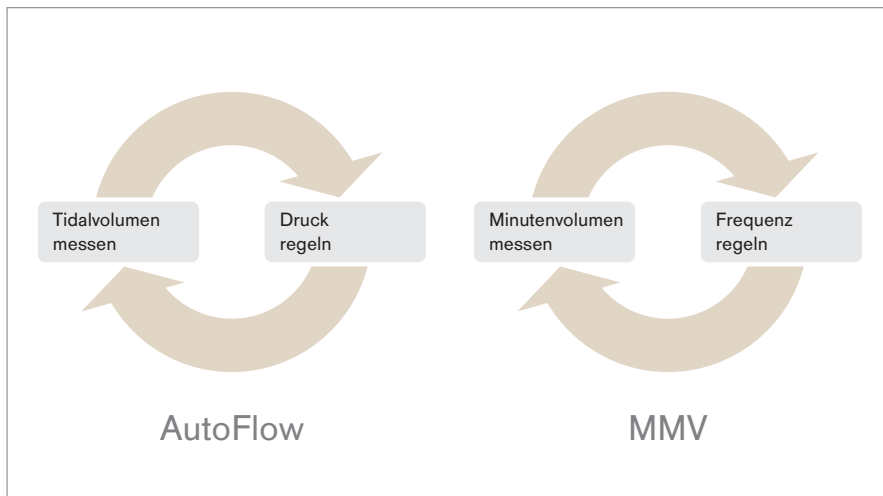 Tidalvolumen
messen
Druck
regeln
Minutenvolumen
messen
Frequenz
regeln
AutoFlow
MMV